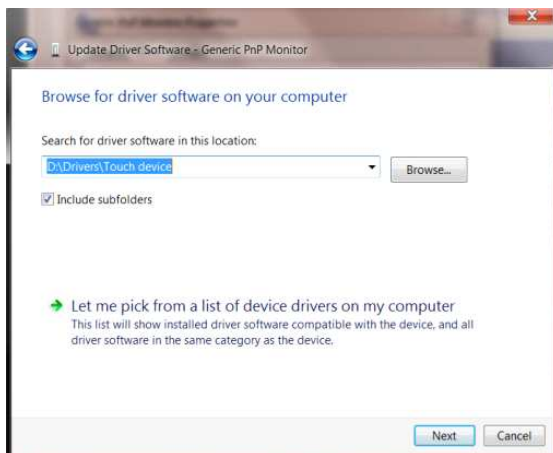 Update Driver Software - Generic PnP Monitor
Browse for driver software on your computer
Search for driver software in this location:
D:\Drivers\Touch device
Browse...
Include subfolders
Let me pick from a list of device drivers on my computer
This list will show installed driver software compatible with the device, and all
driver software in the same category as the device.
Next
Cancel